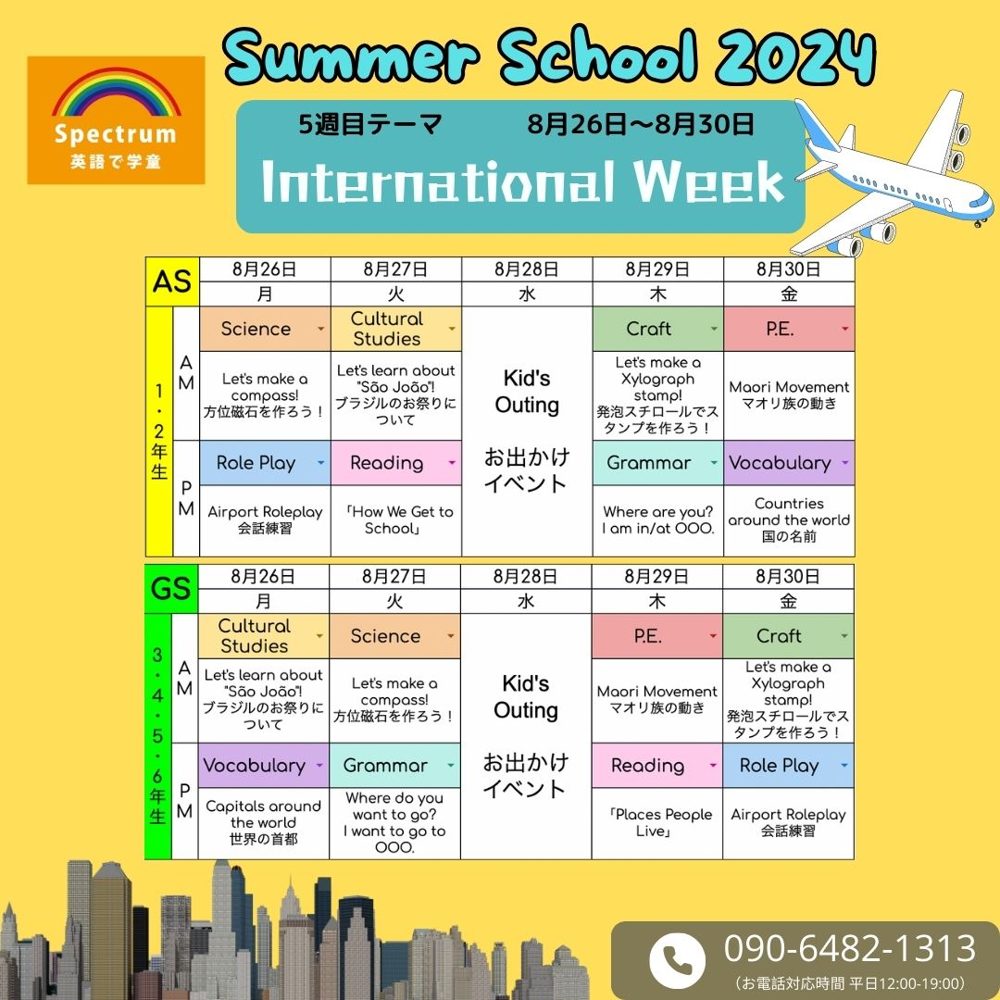 Summer School 2024
Spectrum
英語で学童
5週目テーマ 8月26日〜8月30日
International Week
AS 8月26日 8月27日 8月28日 8月29日 8月30日
月 火 水 木 金
1・2年生
AM
Science
Cultural
Studies
Craft
P.E.
Let's make a
compass!
方位磁石を作ろう！
Let's learn about
"São João"!
ブラジルのお祭りに
ついて
Kid's
Outing
お出かけ
イベント
Let's make a
Xylograph
stamp!
発泡スチロールでス
タンプを作ろう！
Maori Movement
マオリ族の動き
PM
Role Play
Reading
Grammar
Vocabulary
Airport Roleplay
会話練習
「How We Get to
School」
Where are you?
I am in/at OOO.
Countries
around the world
国の名前
GS 8月26日 8月27日 8月28日 8月29日 8月30日
月 火 水 木 金
3・4・5・6年生
AM
Cultural
Studies
Science
P.E.
Craft
Let's learn about
"São João"!
ブラジルのお祭りに
ついて
Let's make a
compass!
方位磁石を作ろう！
Kid's
Outing
お出かけ
イベント
Maori Movement
マオリ族の動き
Let's make a
Xylograph
stamp!
発泡スチロールでス
タンプを作ろう！
PM
Vocabulary
Grammar
Reading
Role Play
Capitals around
the world
世界の首都
Where do you
want to go?
I want to go to
OOO.
「Places People
Live」
Airport Roleplay
会話練習
090-6482-1313
（お電話対応時間 平日12:00-19:00）